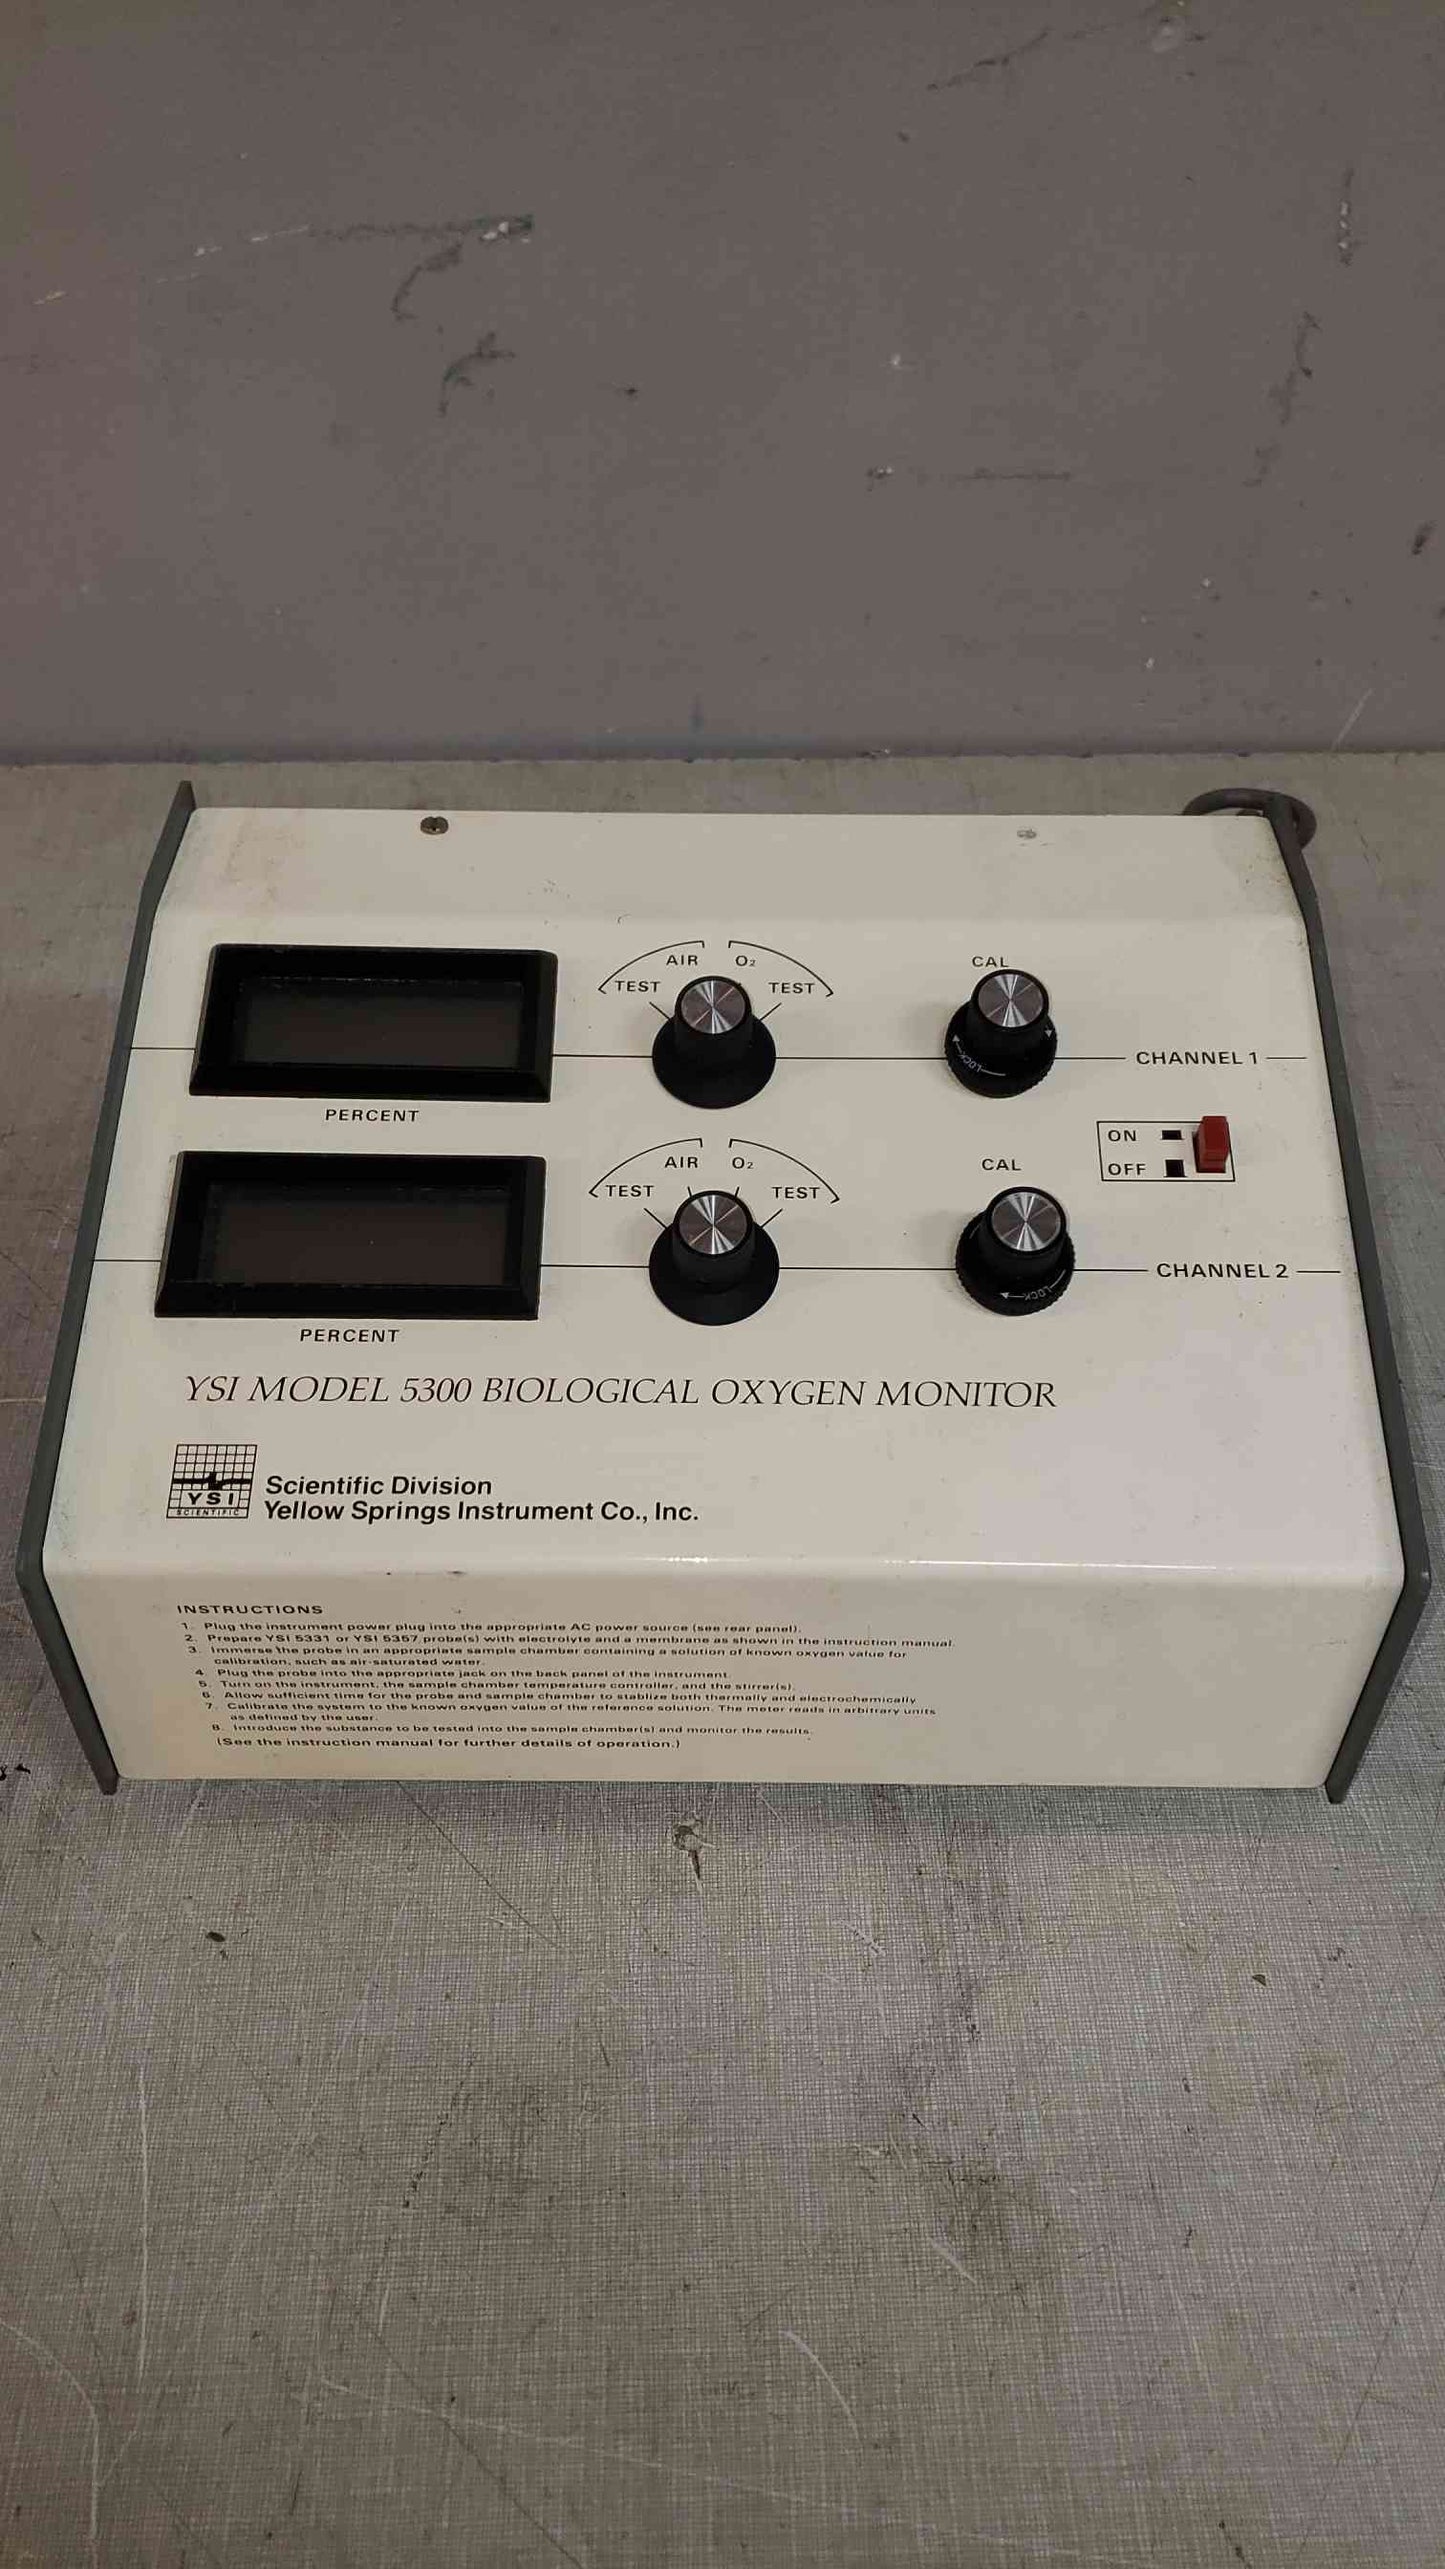 AIR O₂
TEST TEST
CAL
LOCK
CHANNEL 1
PERCENT
ON
OFF
AIR O₂
TEST TEST
CAL
LOCK
CHANNEL 2
PERCENT
YSI MODEL 5300 BIOLOGICAL OXYGEN MONITOR
YSI
SCIENTIFIC
Scientific Division
Yellow Springs Instrument Co., Inc.
INSTRUCTIONS
1. Plug the instrument power plug into the appropriate AC power source (see rear panel).
2. Prepare YSI 5331 or YSI 5357 probe(s) with electrolyte and a membrane as shown in the instruction manual.
3. Immerse the probe in an appropriate sample chamber containing a solution of known oxygen value for
calibration, such as air-saturated water.
4. Plug the probe into the appropriate jack on the back panel of the instrument.
5. Turn on the instrument, the sample chamber temperature controller, and the stirrer(s).
6. Allow sufficient time for the probe and sample chamber to stablize both thermally and electrochemically
7. Calibrate the system to the known oxygen value of the reference solution. The meter reads in arbitrary units
as defined by the user.
8. Introduce the substance to be tested into the sample chamber(s) and monitor the results.
(See the instruction manual for further details of operation.)